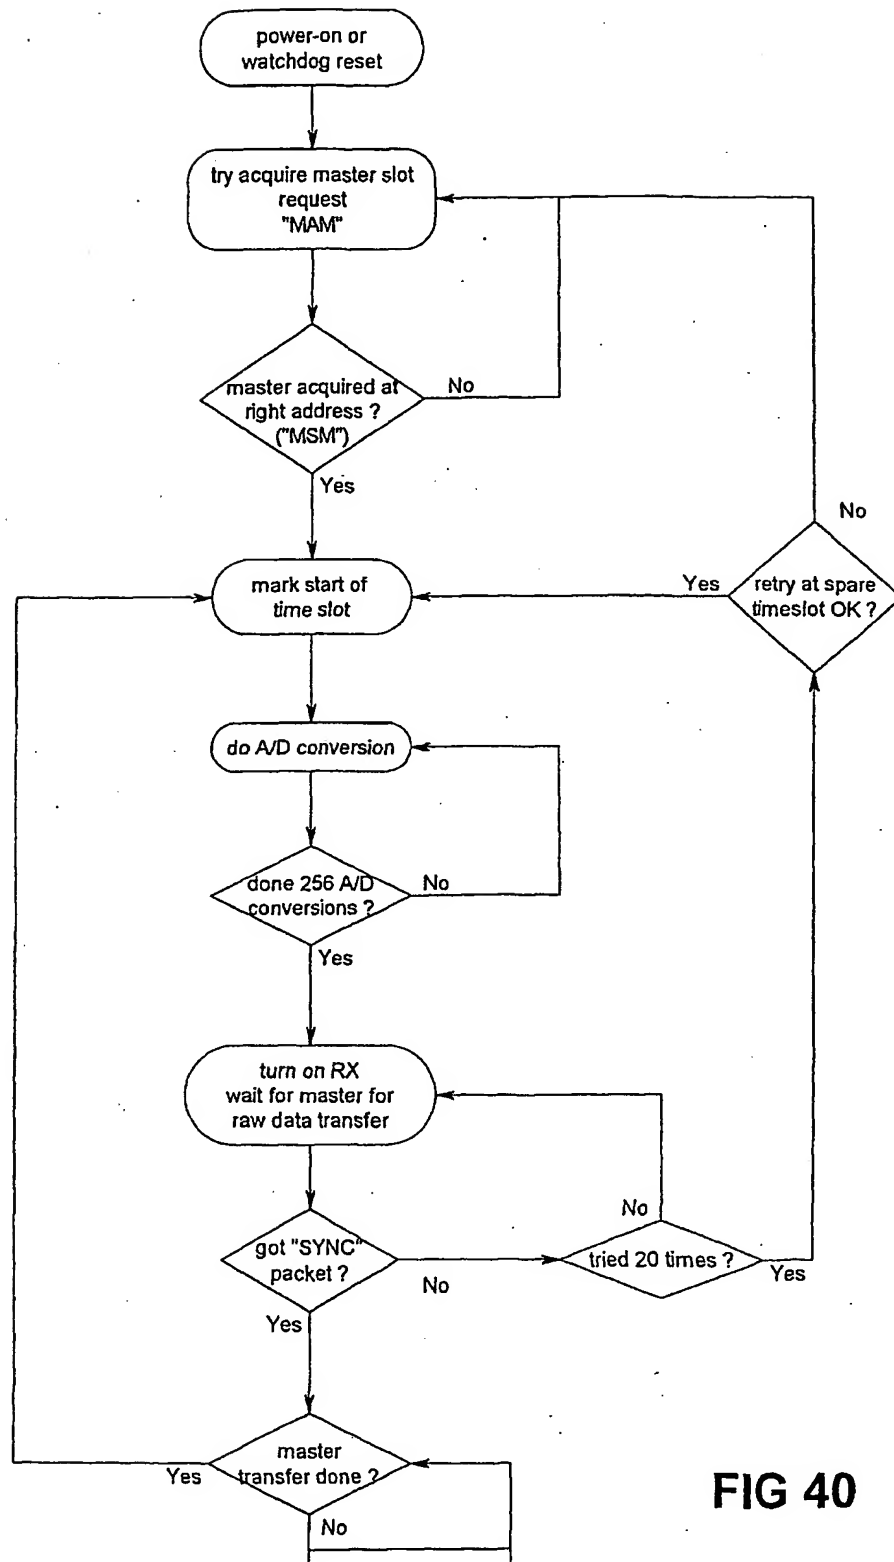 power-on or
watchdog reset
try acquire master slot
request
"MAM"
master acquired at
right address ?
("MSM")
No
Yes
mark start of
time slot
Yes
retry at spare
timeslot OK ?
No
do A/D conversion
done 256 A/D
conversions ?
No
Yes
turn on RX
wait for master for
raw data transfer
got "SYNC"
packet ?
No
Yes
No
tried 20 times ?
Yes
master
transfer done ?
Yes
No
FIG 40